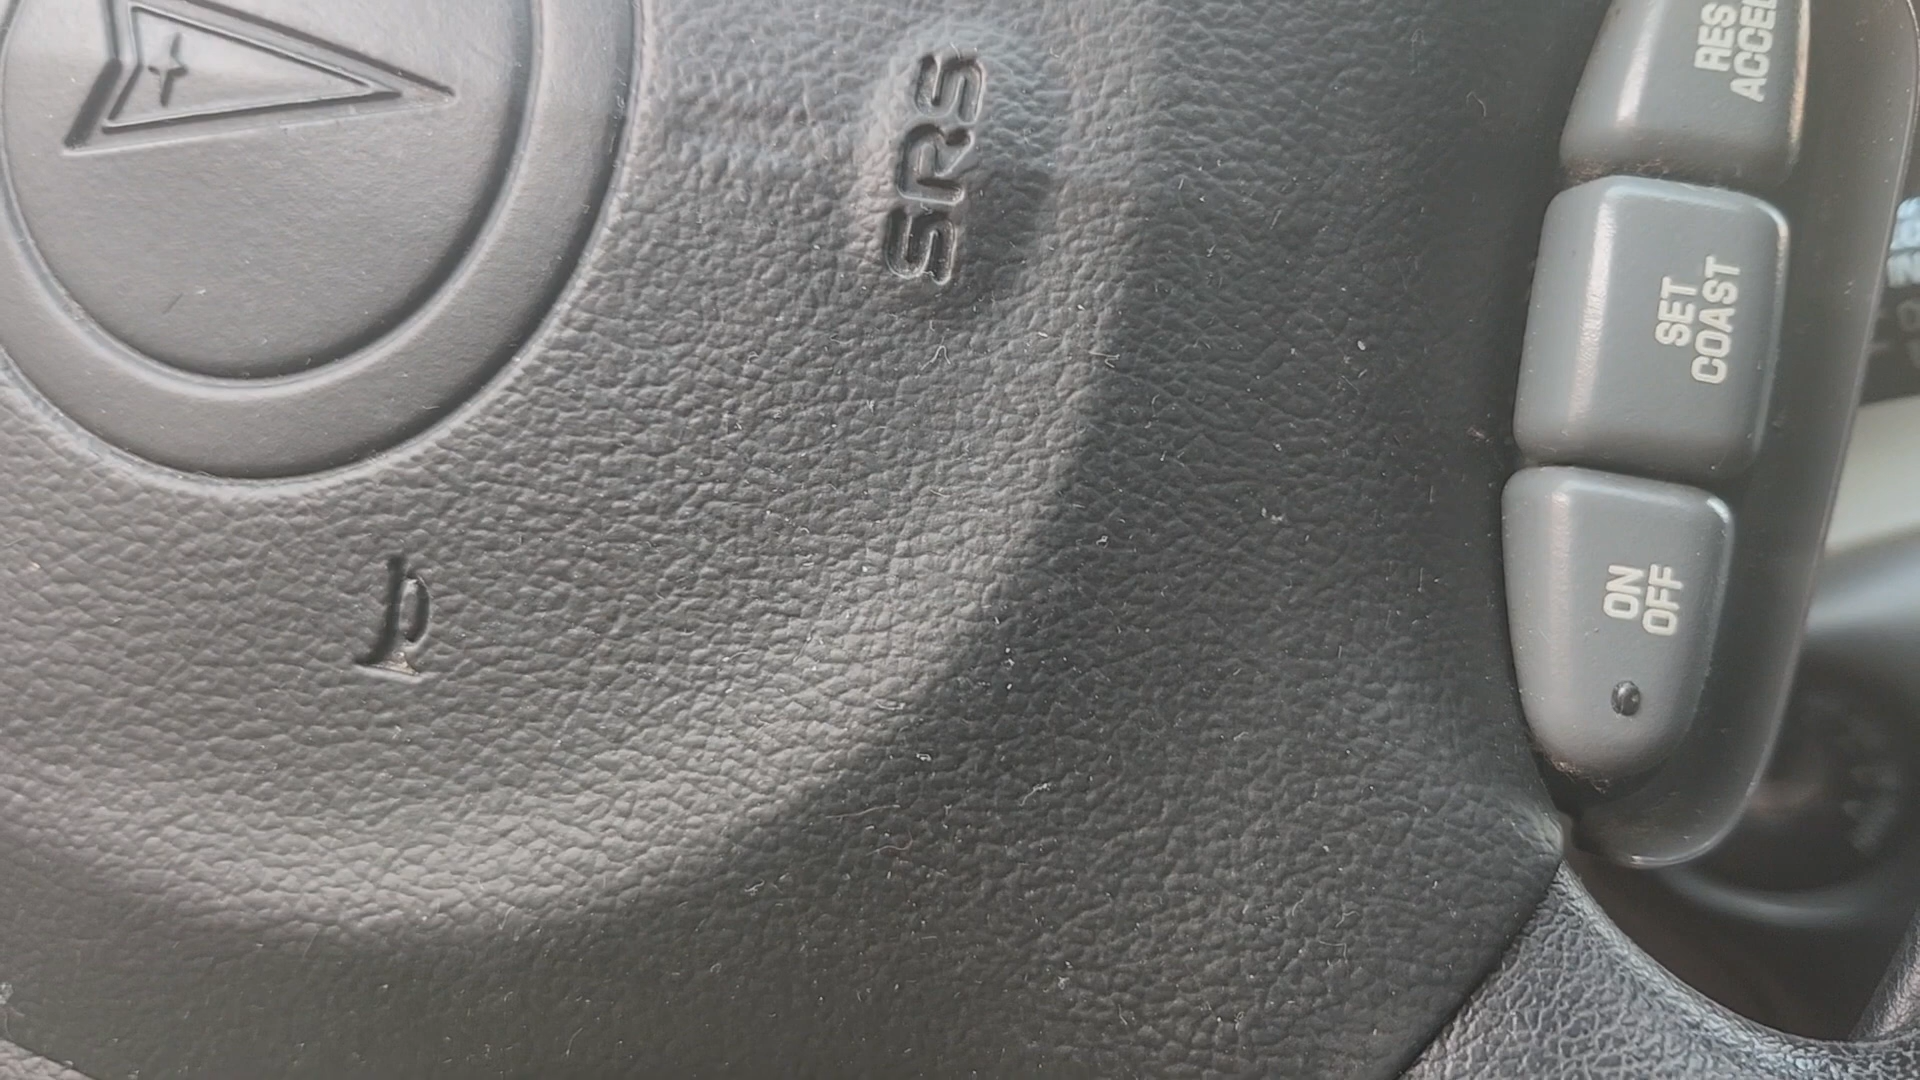 SRS
RES
ACCEL
SET
COAST
ON
OFF